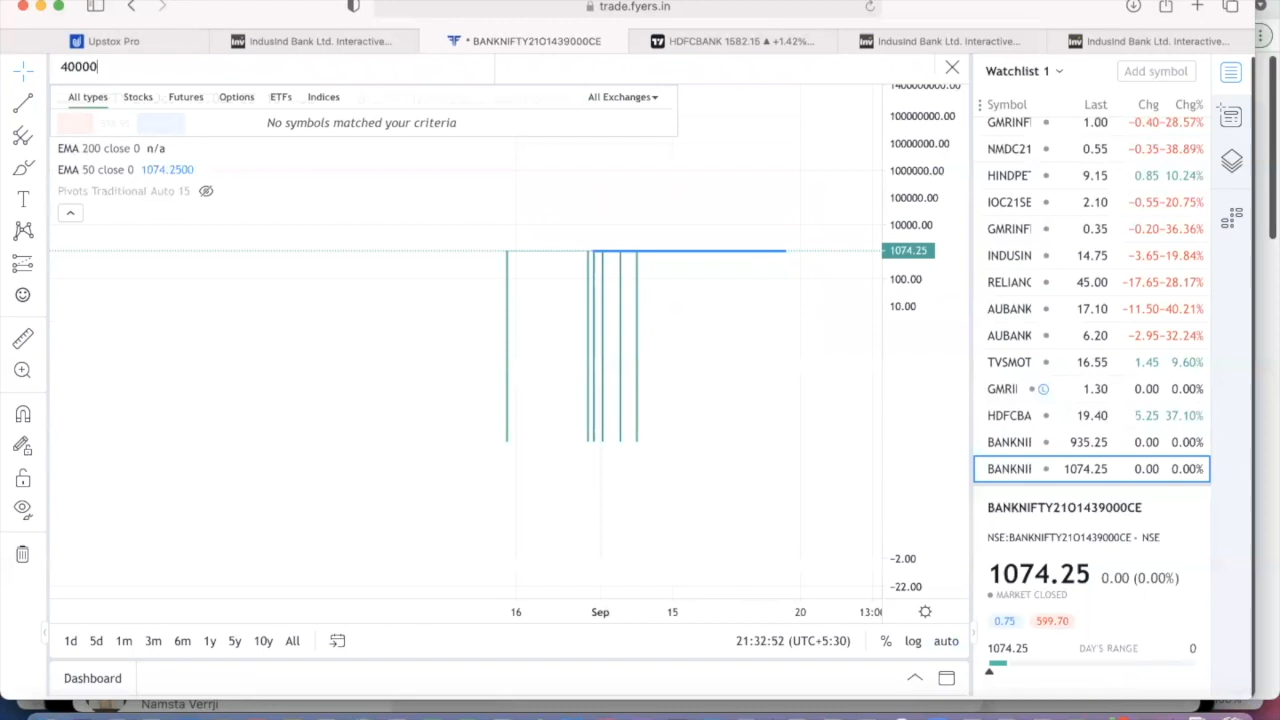 trade.fyers.in
Upstox Pro
IndusInd Bank Ltd. Interactive...
* BANKNIFTY21O1439000CE
HDFCBANK 1582.15 ▲ +1.42%...
IndusInd Bank Ltd. Interactive...
IndusInd Bank Ltd. Interactive...
40000
All types Stocks Futures Options ETFs Indices All Exchanges
No symbols matched your criteria
EMA 200 close 0 n/a
EMA 50 close 0 1074.2500
Pivots Traditional Auto 15
100000000.00
10000000.00
1000000.00
100000.00
10000.00
1074.25
100.00
10.00
−2.00
−22.00
16 Sep 15 20 13:00
1d 5d 1m 3m 6m 1y 5y 10y All
21:32:52 (UTC+5:30) % log auto
Dashboard
Watchlist 1 Add symbol
Symbol Last Chg Chg%
GMRINF 1.00 −0.40 −28.57%
NMDC21 0.55 −0.35 −38.89%
HINDPE 9.15 0.85 10.24%
IOC21SE 2.10 −0.55 −20.75%
GMRINF 0.35 −0.20 −36.36%
INDUSIN 14.75 −3.65 −19.84%
RELIANC 45.00 −17.65 −28.17%
AUBANK 17.10 −11.50 −40.21%
AUBANK 6.20 −2.95 −32.24%
TVSMOT 16.55 1.45 9.60%
GMRII L 1.30 0.00 0.00%
HDFCBA 19.40 5.25 37.10%
BANKNII 935.25 0.00 0.00%
BANKNIF 1074.25 0.00 0.00%
BANKNIFTY21O1439000CE
NSE:BANKNIFTY21O1439000CE • NSE
1074.25 0.00 (0.00%)
MARKET CLOSED
0.75 599.70
1074.25 DAY'S RANGE 0
Namsta Verrji